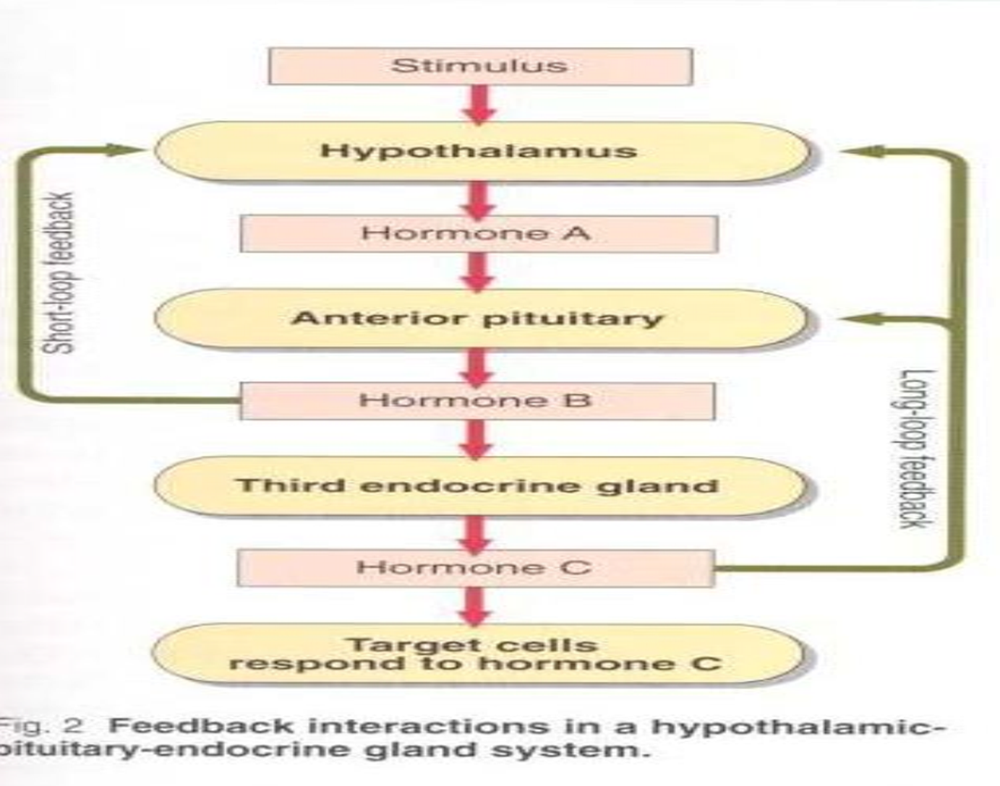 Stimulus
Hypothalamus
Hormone A
Short-loop feedback
Anterior pituitary
Hormone B
Long-loop feedback
Third endocrine gland
Hormone C
Target cells
respond to hormone C
Fig. 2 Feedback interactions in a hypothalamic-
pituitary-endocrine gland system.